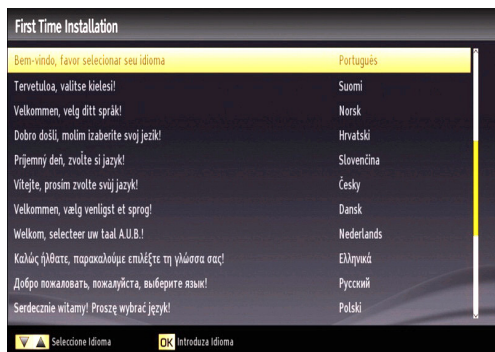 First Time Installation
Bem-vindo, favor selecionar seu idioma Português
Tervetuloa, valitse kielesi! Suomi
Velkommen, velg ditt språk! Norsk
Dobro došli, molim izaberite svoj jezik! Hrvatski
Príjemný deň, zvoľte si jazyk! Slovenčina
Vítejte, prosím zvolte svůj jazyk! Česky
Velkommen, vælg venligst et sprog! Dansk
Welkom, selecteer uw taal A.U.B.! Nederlands
Καλώς ήλθατε, παρακαλούμε επιλέξτε τη γλώσσα σας! Ελληνικά
Добро пожаловать, пожалуйста, выберите язык! Русский
Serdecznie witamy! Proszę wybrać język! Polski
Seleccione Idioma OK Introduza Idioma